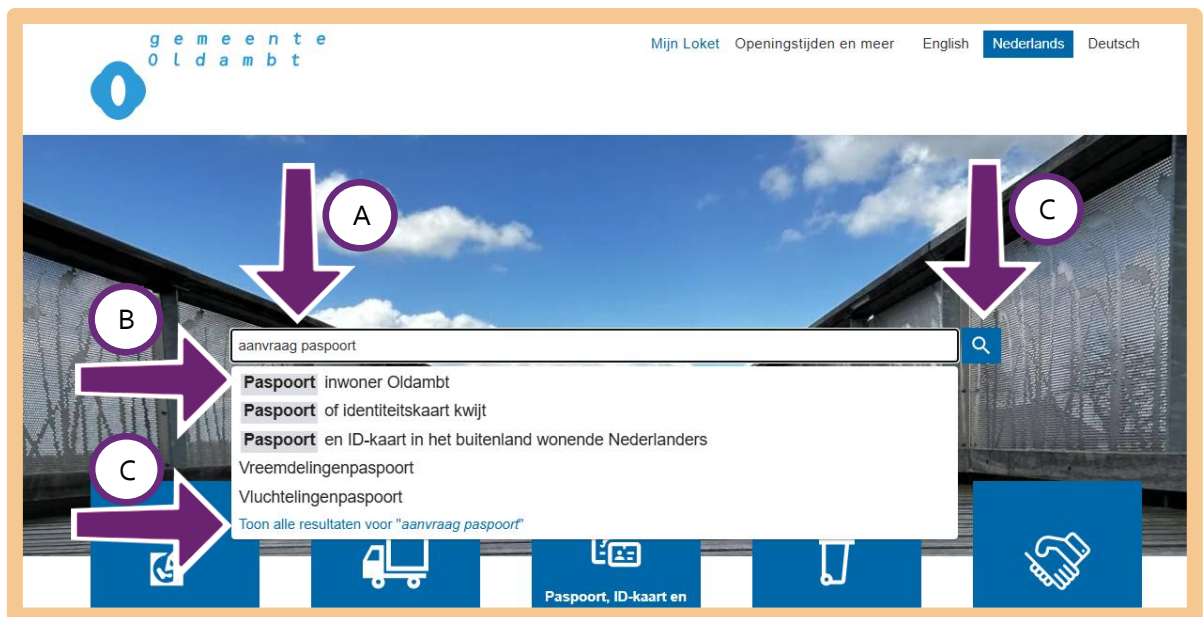 gemeente
Oldambt
Mijn Loket Openingstijden en meer English Nederlands Deutsch
A
C
B
aanvraag paspoort
Paspoort inwoner Oldambt
Paspoort of identiteitskaart kwijt
Paspoort en ID-kaart in het buitenland wonende Nederlanders
Vreemdelingenpaspoort
C
Vluchtelingenpaspoort
Toon alle resultaten voor "aanvraag paspoort"
Paspoort, ID-kaart en